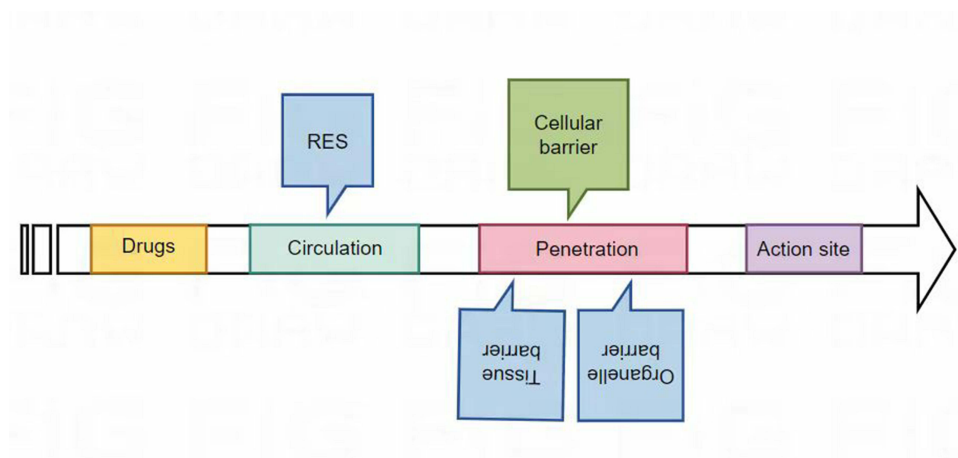 RES
Cellular
barrier
Drugs
Circulation
Penetration
Action site
Tissue
barrier
Organelle
barrier